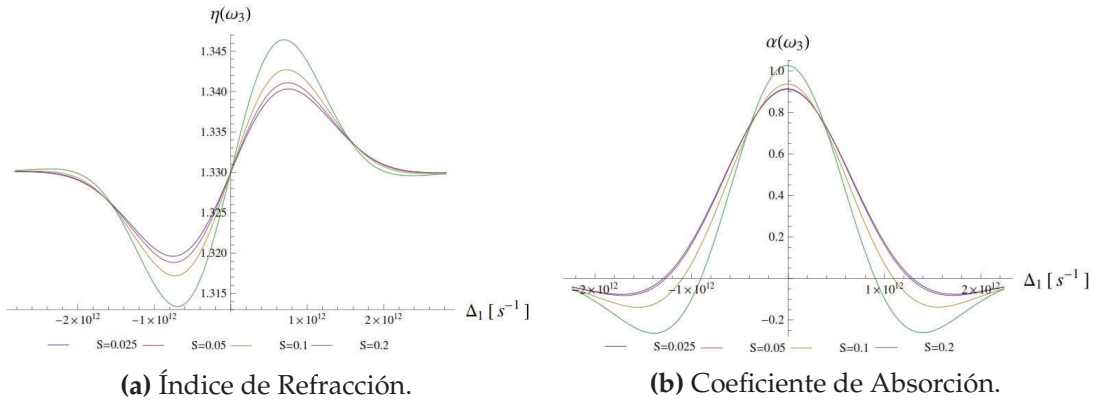 η(ω₃)
1.345
1.340
1.335
1.330
1.325
1.320
1.315
−2×10¹² −1×10¹² 1×10¹² 2×10¹² Δ₁ [ s⁻¹ ]
S=0.025 S=0.05 S=0.1 S=0.2
(a) Índice de Refracción.
α(ω₃)
1.0
0.8
0.6
0.4
0.2
−2×10¹² −1×10¹² 1×10¹² 2×10¹² Δ₁ [ s⁻¹ ]
−0.2
S=0.025 S=0.05 S=0.1 S=0.2
(b) Coeficiente de Absorción.